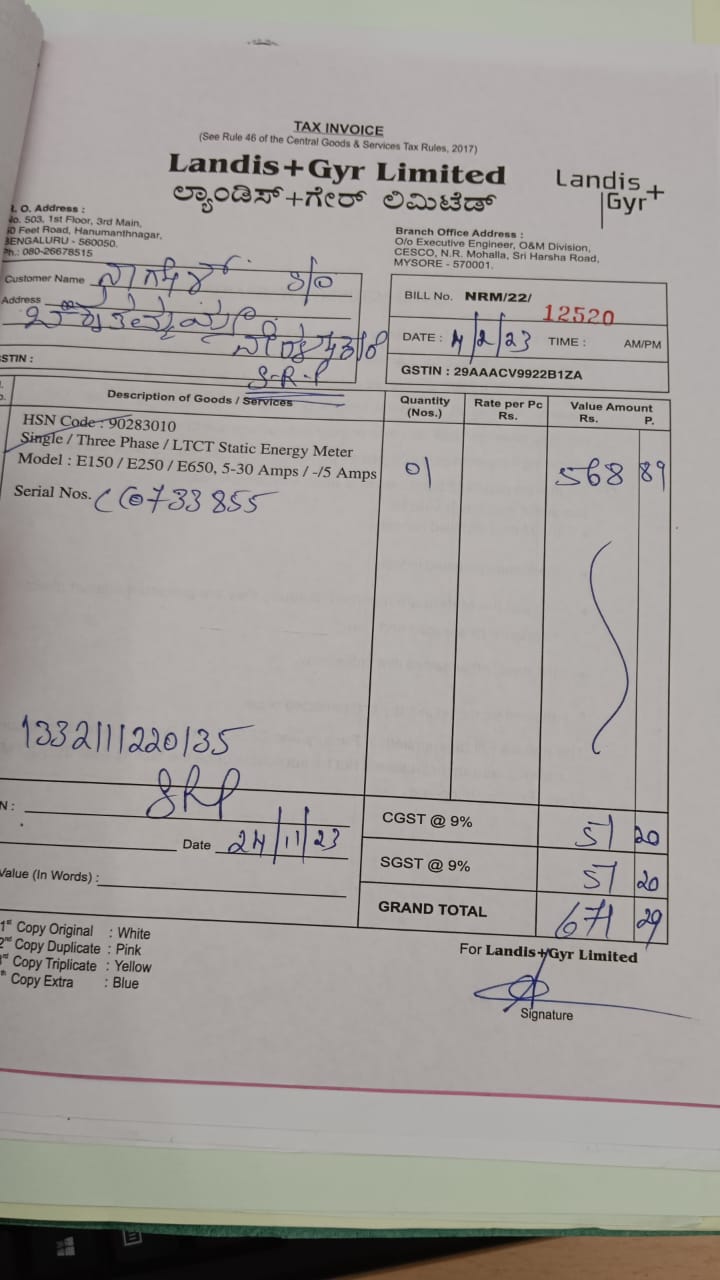 TAX INVOICE
(See Rule 46 of the Central Goods & Services Tax Rules, 2017)
Landis+Gyr Limited
ಲ್ಯಾಂಡಿಸ್+ಗೇರ್ ಲಿಮಿಟೆಡ್
Landis+
Gyr
O. Address :
No. 503, 1st Floor, 3rd Main,
Feet Road, Hanumanthnagar,
BENGALURU - 560050.
Ph.: 080-26678515
Branch Office Address :
O/o Executive Engineer, O&M Division,
CESCO, N.R. Mohalla, Sri Harsha Road,
MYSORE - 570001.
Customer Name ನಾಗೇಶ್ S/o
Address
S-R-P
STIN :
BILL No. NRM/22/ 12520
DATE : 4/2/23 TIME : AM/PM
GSTIN : 29AAACV9922B1ZA
Description of Goods / Services
Quantity (Nos.)
Rate per Pc Rs.
Value Amount Rs. P.
HSN Code : 90283010
Single / Three Phase / LTCT Static Energy Meter
Model : E150 / E250 / E650, 5-30 Amps / -/5 Amps 01 568 89
Serial Nos. CC0733855
1332111220135
SRP
N :
Date 24/11/23
Value (In Words) :
CGST @ 9% 51 20
SGST @ 9% 51 20
GRAND TOTAL 671 29
1st Copy Original : White
2nd Copy Duplicate : Pink
3rd Copy Triplicate : Yellow
Copy Extra : Blue
For Landis+Gyr Limited
Signature